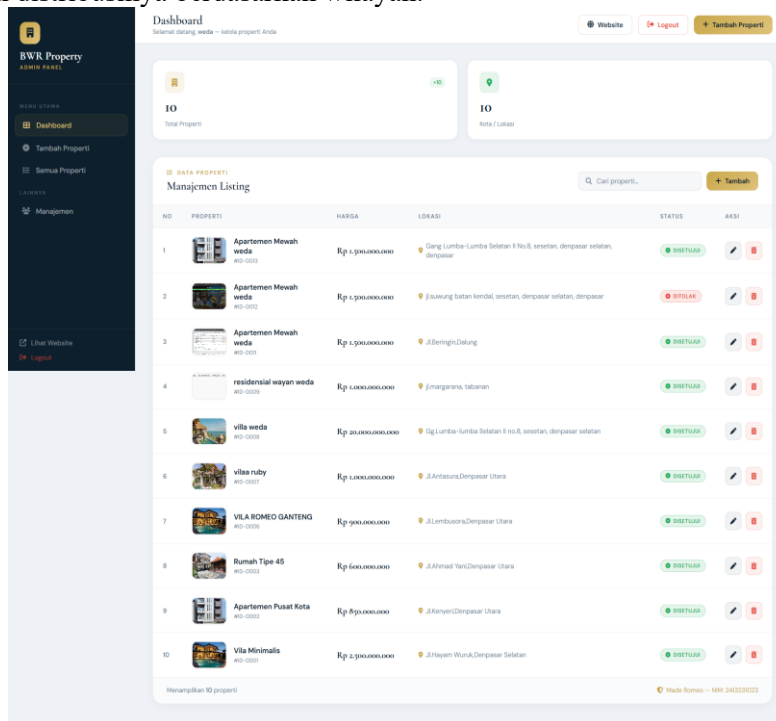 distribusinya berdasarkan wilayah.
BWR Property
ADMIN PANEL
MENU UTAMA
Dashboard
Tambah Properti
Semua Properti
LAINNYA
Manajemen
Lihat Website
Logout
Dashboard
Selamat datang, weda — kelola properti Anda
Website
Logout
+ Tambah Properti
+10
10
Total Properti
10
Kota / Lokasi
DATA PROPERTI
Manajemen Listing
Cari properti...
+ Tambah
NO PROPERTI HARGA LOKASI STATUS AKSI
1 Apartemen Mewah weda #ID-0013 Rp 1.500.000.000 Gang Lumba-Lumba Selatan II No.8, sesetan, denpasar selatan, denpasar DISETUJUI
2 Apartemen Mewah weda #ID-0012 Rp 1.500.000.000 jl.suwung batan kendal, sesetan, denpasar selatan, denpasar DITOLAK
3 Apartemen Mewah weda #ID-0011 Rp 1.500.000.000 Jl.Beringin,Dalung DISETUJUI
4 residensial wayan weda #ID-0009 Rp 1.000.000.000 jl.margarana, tabanan DISETUJUI
5 villa weda #ID-0008 Rp 20.000.000.000 Gg.Lumba-lumba Selatan II no.8, sesetan, denpasar selatan DISETUJUI
6 vilaa ruby #ID-0007 Rp 1.000.000.000 Jl.Antasura,Denpasar Utara DISETUJUI
7 VILA ROMEO GANTENG #ID-0006 Rp 900.000.000 Jl.Lembusora,Denpasar Utara DISETUJUI
8 Rumah Tipe 45 #ID-0003 Rp 600.000.000 Jl.Ahmad Yani,Denpasar Utara DISETUJUI
9 Apartemen Pusat Kota #ID-0002 Rp 850.000.000 Jl.Kenyeri,Denpasar Utara DISETUJUI
10 Vila Minimalis #ID-0001 Rp 2.500.000.000 Jl.Hayam Wuruk,Denpasar Selatan DISETUJUI
Menampilkan 10 properti
Made Romeo — NIM: 2413231023